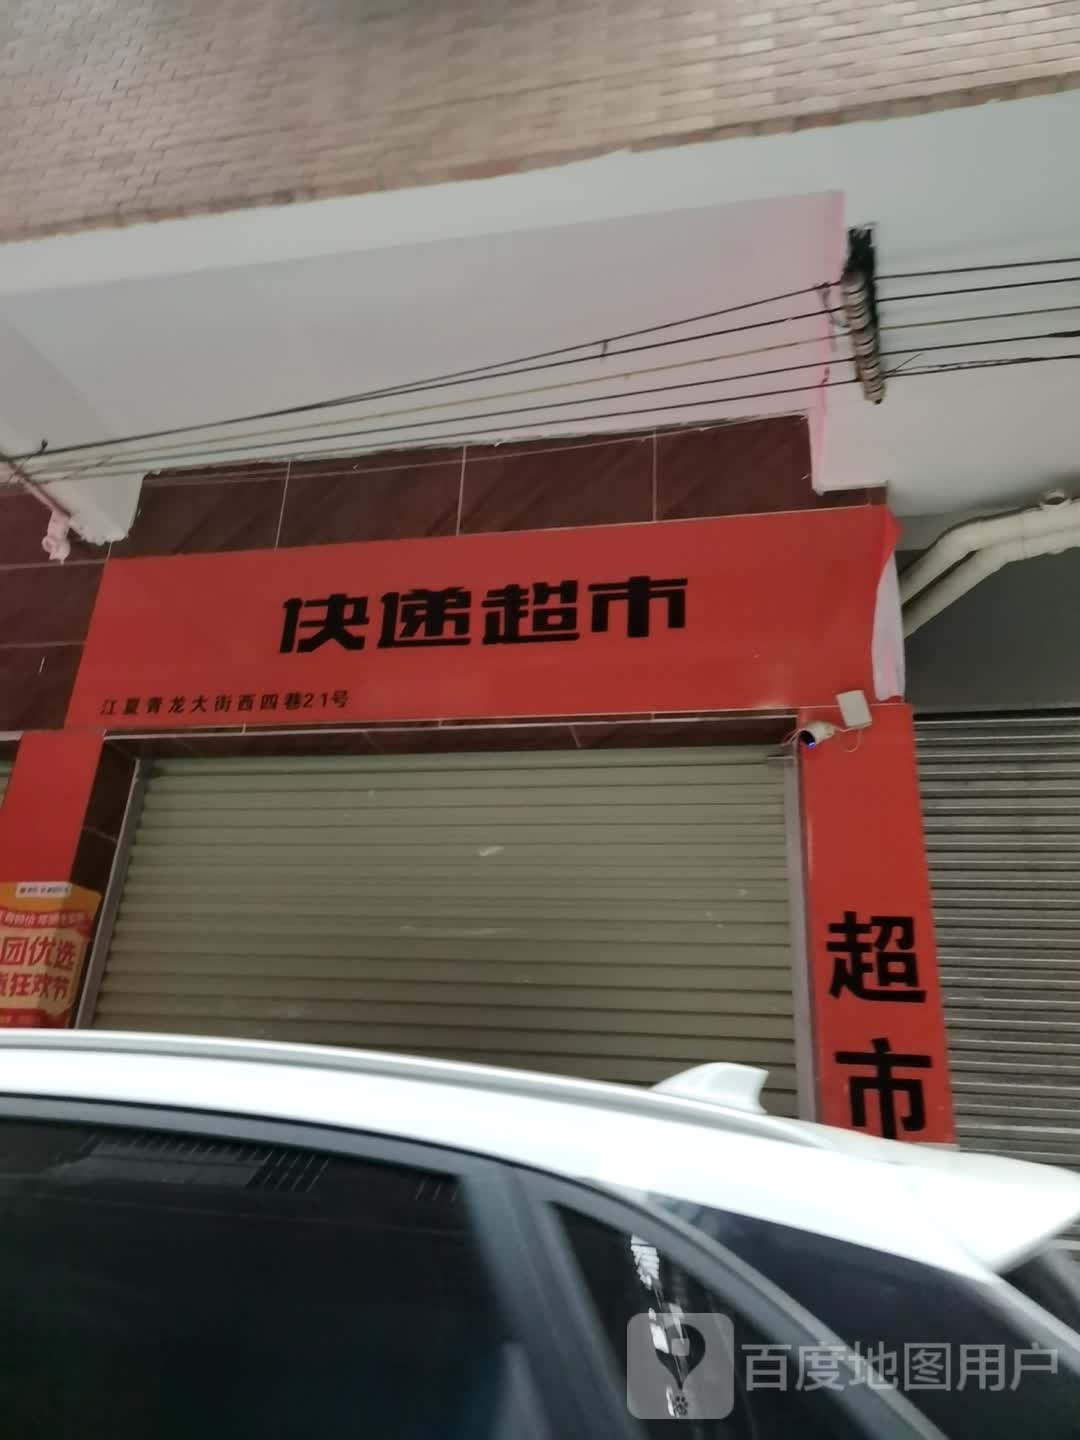 快递超市
江夏青龙大街西四巷21号
超
市
团优选
狂欢节
百度地图用户